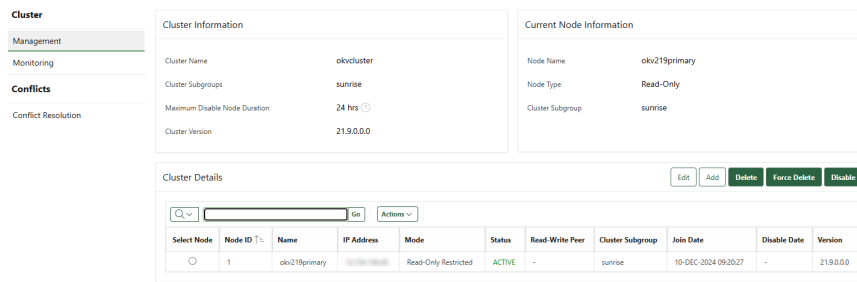 Cluster
Management
Monitoring
Conflicts
Conflict Resolution
Cluster Information
Cluster Name okvcluster
Cluster Subgroups sunrise
Maximum Disable Node Duration 24 hrs ?
Cluster Version 21.9.0.0.0
Current Node Information
Node Name okv219primary
Node Type Read-Only
Cluster Subgroup sunrise
Cluster Details Edit Add Delete Force Delete Disable
Go Actions
Select Node Node ID Name IP Address Mode Status Read-Write Peer Cluster Subgroup Join Date Disable Date Version
1 okv219primary Read-Only Restricted ACTIVE - sunrise 10-DEC-2024 09:20:27 - 21.9.0.0.0